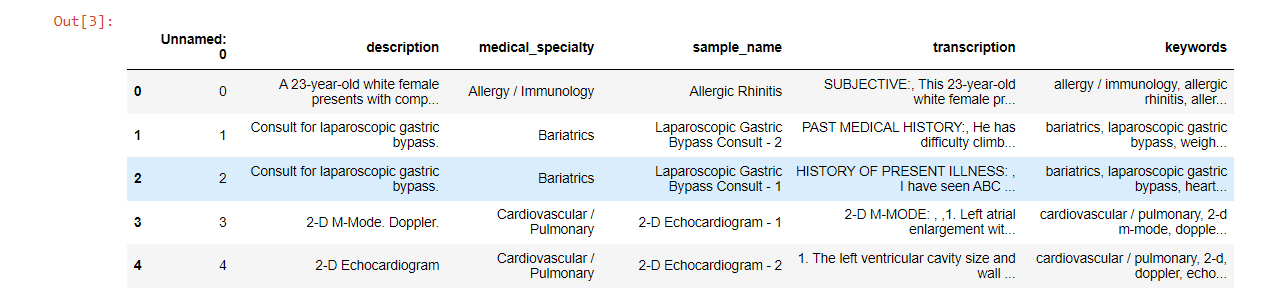 Out[3]:
Unnamed: 0 description medical_specialty sample_name transcription keywords
0 0 A 23-year-old white female presents with comp... Allergy / Immunology Allergic Rhinitis SUBJECTIVE:, This 23-year-old white female pr... allergy / immunology, allergic rhinitis, aller...
1 1 Consult for laparoscopic gastric bypass. Bariatrics Laparoscopic Gastric Bypass Consult - 2 PAST MEDICAL HISTORY:, He has difficulty climb... bariatrics, laparoscopic gastric bypass, weigh...
2 2 Consult for laparoscopic gastric bypass. Bariatrics Laparoscopic Gastric Bypass Consult - 1 HISTORY OF PRESENT ILLNESS: , I have seen ABC ... bariatrics, laparoscopic gastric bypass, heart...
3 3 2-D M-Mode. Doppler. Cardiovascular / Pulmonary 2-D Echocardiogram - 1 2-D M-MODE: , ,1. Left atrial enlargement wit... cardiovascular / pulmonary, 2-d m-mode, dopple...
4 4 2-D Echocardiogram Cardiovascular / Pulmonary 2-D Echocardiogram - 2 1. The left ventricular cavity size and wall ... cardiovascular / pulmonary, 2-d, doppler, echo...